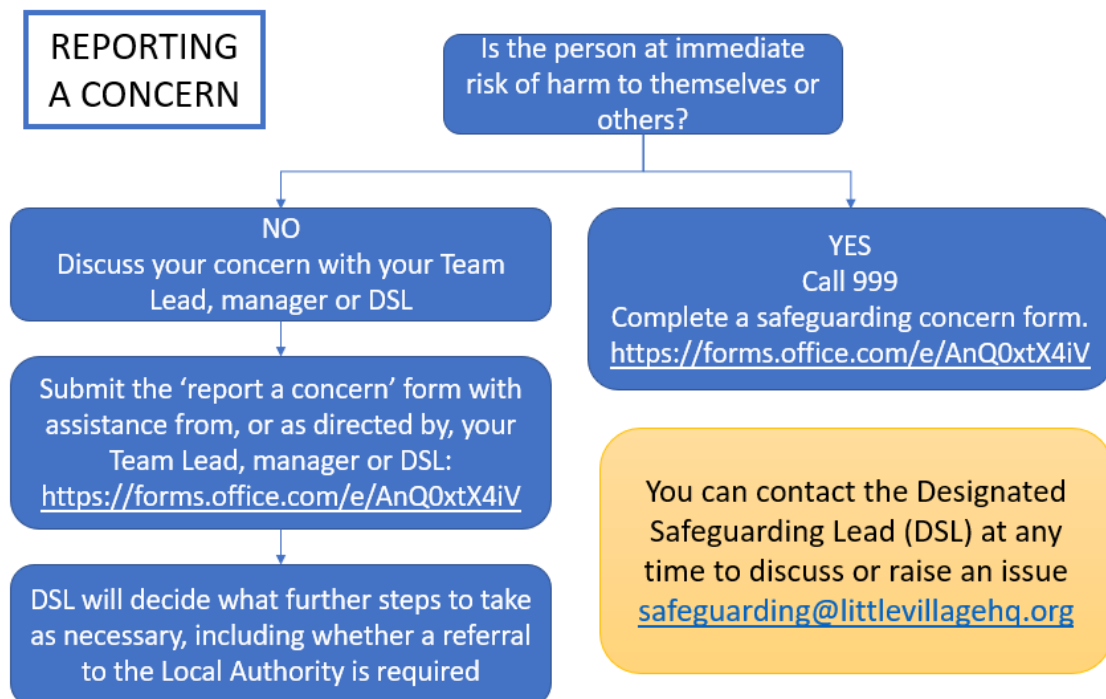 REPORTING
A CONCERN
Is the person at immediate
risk of harm to themselves or
others?
NO
Discuss your concern with your Team
Lead, manager or DSL
YES
Call 999
Complete a safeguarding concern form.
https://forms.office.com/e/AnQ0xtX4iV
Submit the ‘report a concern’ form with
assistance from, or as directed by, your
Team Lead, manager or DSL:
https://forms.office.com/e/AnQ0xtX4iV
You can contact the Designated
Safeguarding Lead (DSL) at any
time to discuss or raise an issue
safeguarding@littlevillagehq.org
DSL will decide what further steps to take
as necessary, including whether a referral
to the Local Authority is required